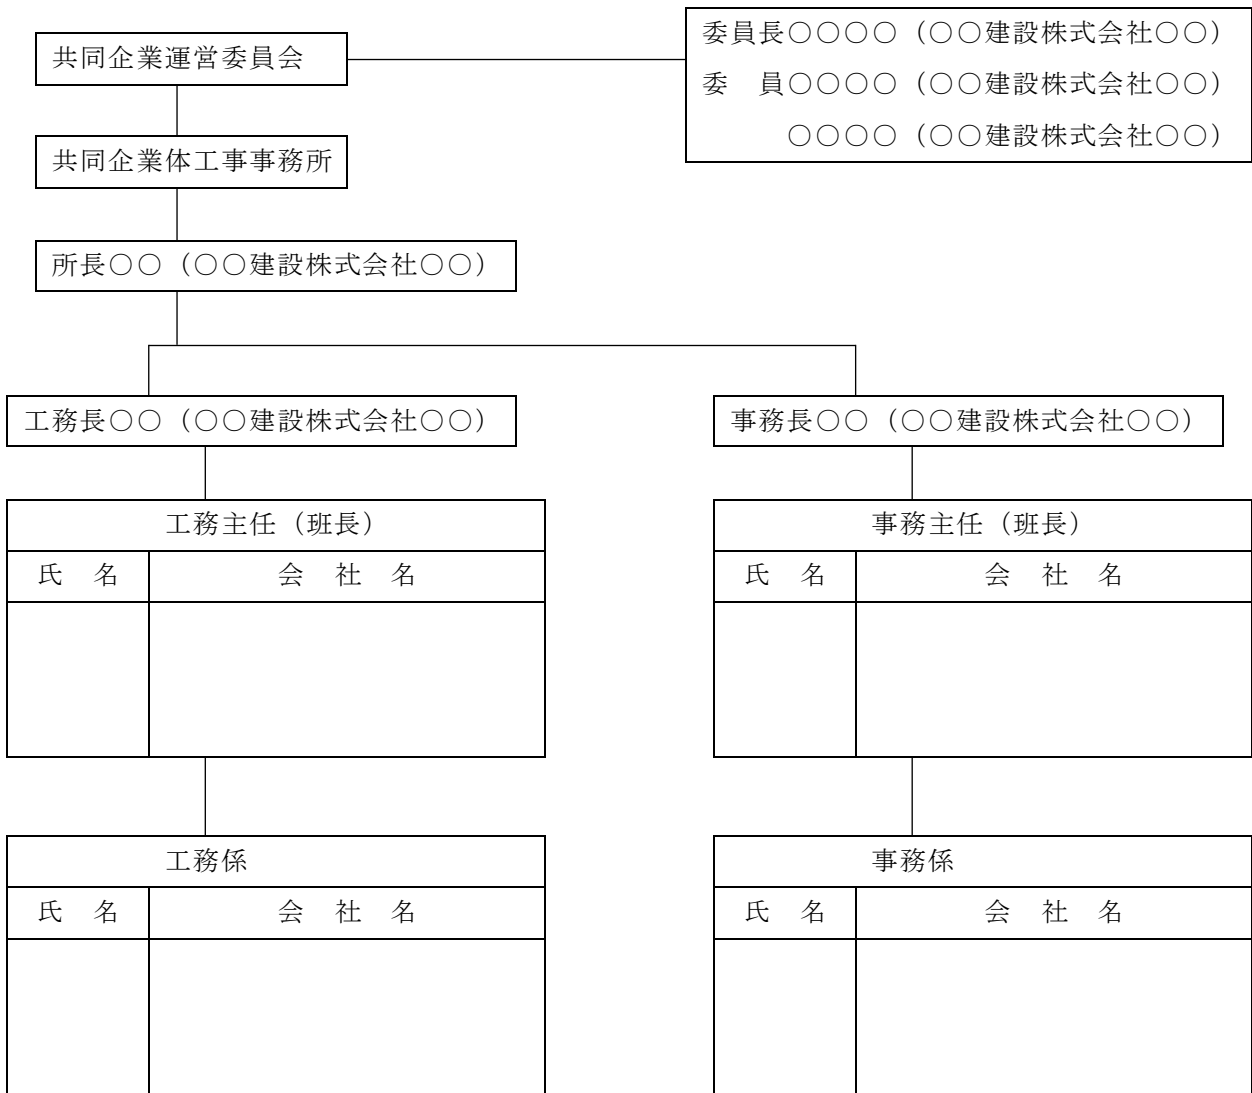 共同企業運営委員会
委員長○○○○(○○建設株式会社○○)
委　員○○○○(○○建設株式会社○○)
○○○○(○○建設株式会社○○)
共同企業体工事事務所
所長○○(○○建設株式会社○○)
工務長○○(○○建設株式会社○○)
事務長○○(○○建設株式会社○○)
工務主任(班長)
氏　名　会　社　名
事務主任(班長)
氏　名　会　社　名
工務係
氏　名　会　社　名
事務係
氏　名　会　社　名